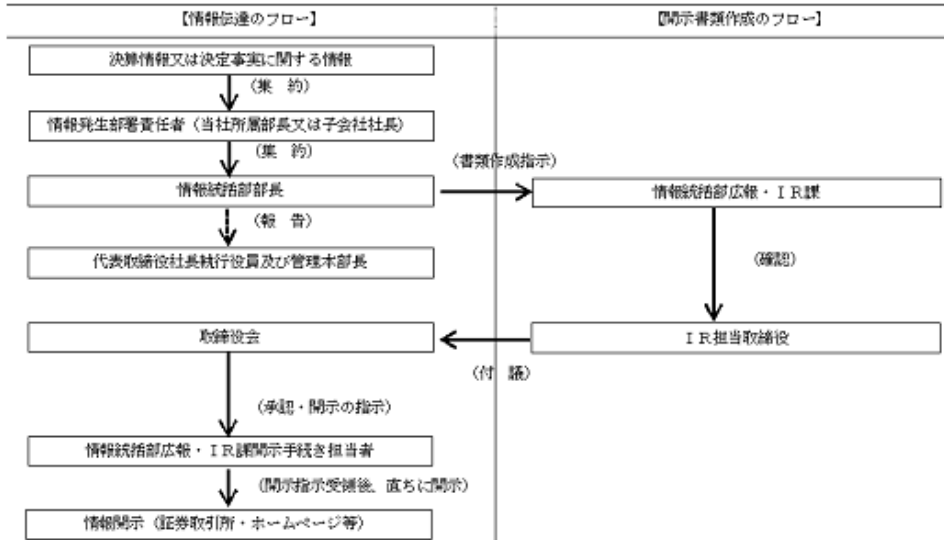 【情報伝達のフロー】
【開示書類作成のフロー】
決算情報又は決定事実に関する情報
（集　約）
情報発生部署責任者（当社所属部長又は子会社社長）
（集　約）
（書類作成指示）
情報統括部部長
情報統括部広報・ＩＲ課
（報　告）
代表取締役社長執行役員及び管理本部長
（確認）
取締役会
ＩＲ担当取締役
（付　議）
（承認・開示の指示）
情報統括部広報・ＩＲ課開示手続き担当者
（開示指示受領後、直ちに開示）
情報開示（証券取引所・ホームページ等）